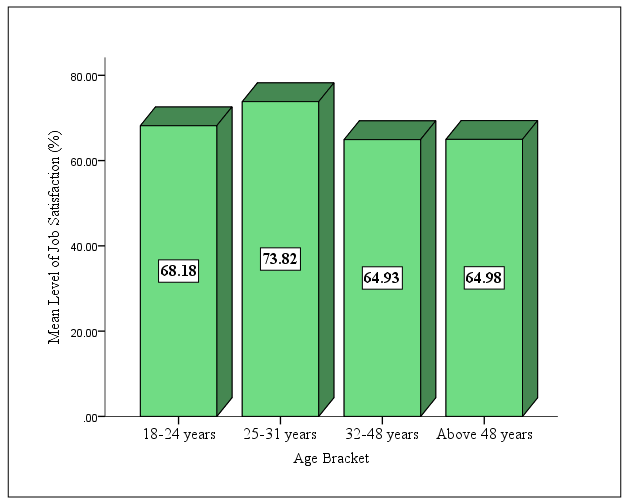 80.00
60.00
40.00
20.00
.00
Mean Level of Job Satisfaction (%)
68.18
73.82
64.93
64.98
18-24 years
25-31 years
32-48 years
Above 48 years
Age Bracket